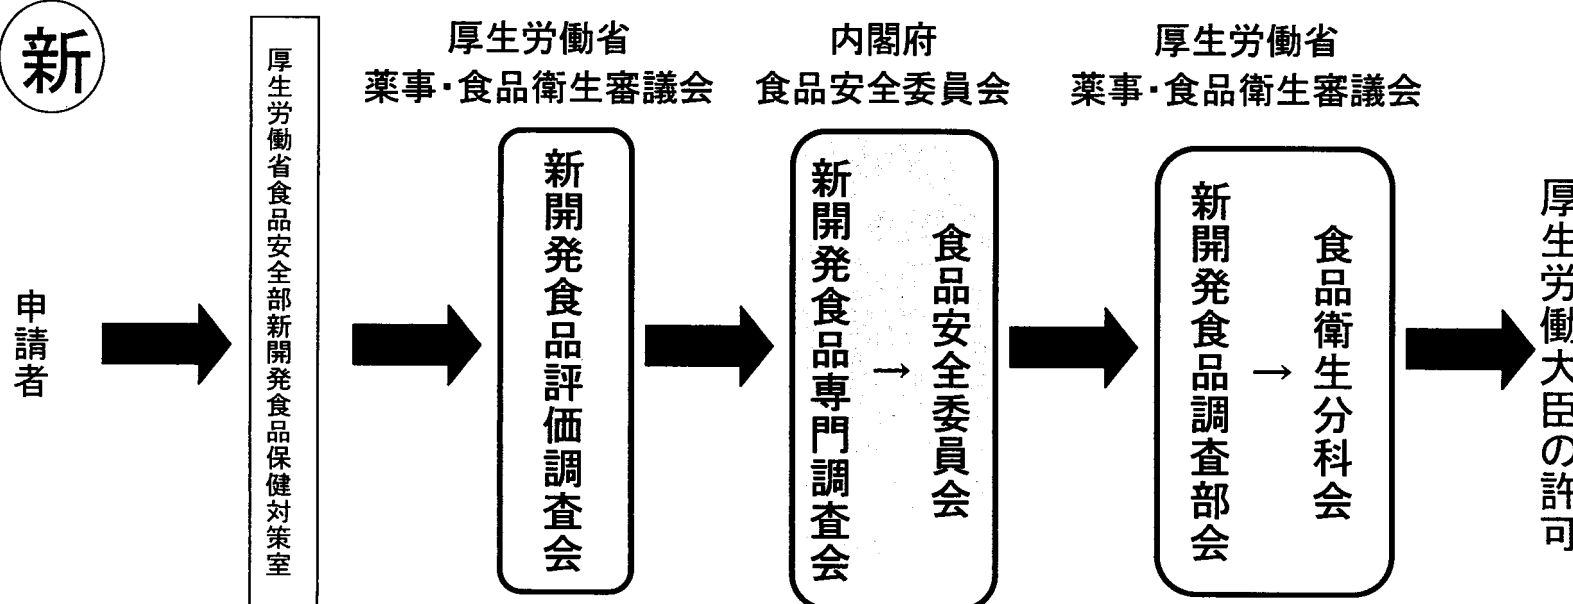 新
申請者
厚生労働省食品安全部新開発食品保健対策室
厚生労働省
薬事・食品衛生審議会
新開発食品評価調査会
内閣府
食品安全委員会
新開発食品専門調査会
→
食品安全委員会
厚生労働省
薬事・食品衛生審議会
新開発食品調査部会
→
食品衛生分科会
厚生労働大臣の許可